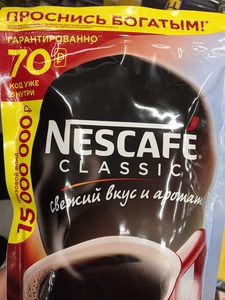 ПРОСНИСЬ БОГАТЫМ!*
ГАРАНТИРОВАННО**
70 ₽
КОД УЖЕ
ВНУТРИ
15 000 000 ₽
NESCAFÉ
CLASSIC
свежий вкус и аромат